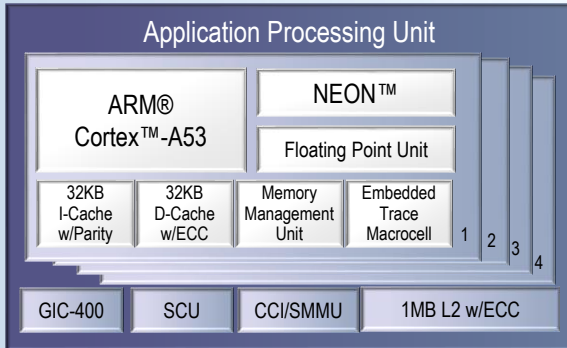 Application Processing Unit
ARM®
Cortex™-A53
NEON™
Floating Point Unit
32KB
I-Cache
w/Parity
32KB
D-Cache
w/ECC
Memory
Management
Unit
Embedded
Trace
Macrocell
1
2
3
4
GIC-400
SCU
CCI/SMMU
1MB L2 w/ECC